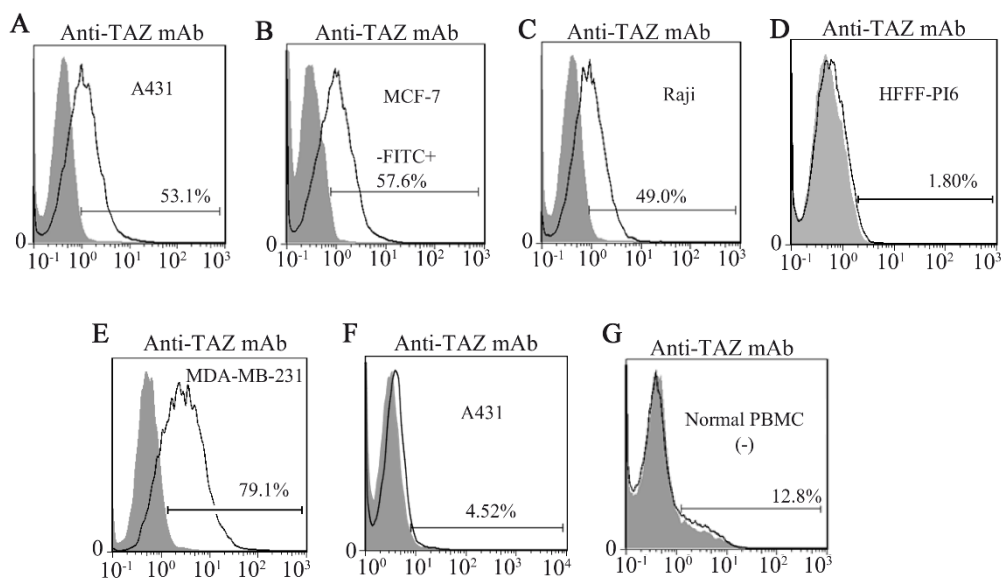 A
Anti-TAZ mAb
A431
53.1%
0
10-1 100 101 102 103
B
Anti-TAZ mAb
MCF-7
-FITC+
57.6%
0
10-1 100 101 102 103
C
Anti-TAZ mAb
Raji
49.0%
0
10-1 100 101 102 103
D
Anti-TAZ mAb
HFFF-PI6
1.80%
0
10-1 100 101 102 103
E
Anti-TAZ mAb
MDA-MB-231
79.1%
0
10-1 100 101 102 103
F
Anti-TAZ mAb
A431
4.52%
0
100 101 102 103 104
G
Anti-TAZ mAb
Normal PBMC
(-)
12.8%
0
10-1 100 101 102 103